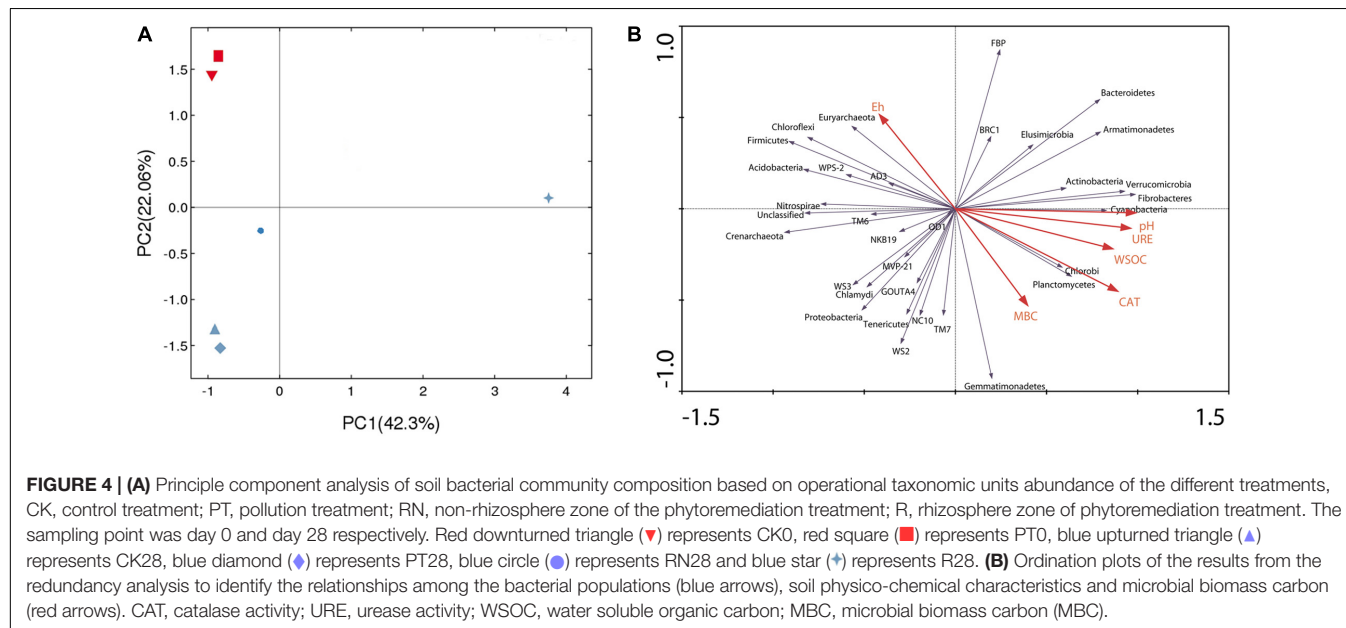 A
1.5
1.0
0.5
0.0
-0.5
-1.0
-1.5
PC2(22.06%)
-1
0
1
2
3
4
PC1(42.3%)
B
1.0
-1.0
-1.5
1.5
FBP
Bacteroidetes
Eh
Euryarchaeota
Chloroflexi
Firmicutes
BRC1
Elusimicrobia
Armatimonadetes
Acidobacteria
WPS-2
AD3
Actinobacteria
Verrucomicrobia
Fibrobacteres
Nitrospirae
Unclassified
TM6
Cyanobacteria
Crenarchaeota
NKB19
OD1
pH
URE
WSOC
MVP-21
Chlorobi
Planctomycetes
WS3
Chlamydi
GOUTA4
CAT
MBC
Proteobacteria
Tenericutes
NC10
TM7
WS2
Gemmatimonadetes
FIGURE 4 | (A) Principle component analysis of soil bacterial community composition based on operational taxonomic units abundance of the different treatments,
CK, control treatment; PT, pollution treatment; RN, non-rhizosphere zone of the phytoremediation treatment; R, rhizosphere zone of phytoremediation treatment. The
sampling point was day 0 and day 28 respectively. Red downturned triangle (▼) represents CK0, red square (■) represents PT0, blue upturned triangle (▲)
represents CK28, blue diamond (◆) represents PT28, blue circle (●) represents RN28 and blue star (✦) represents R28. (B) Ordination plots of the results from the
redundancy analysis to identify the relationships among the bacterial populations (blue arrows), soil physico-chemical characteristics and microbial biomass carbon
(red arrows). CAT, catalase activity; URE, urease activity; WSOC, water soluble organic carbon; MBC, microbial biomass carbon (MBC).